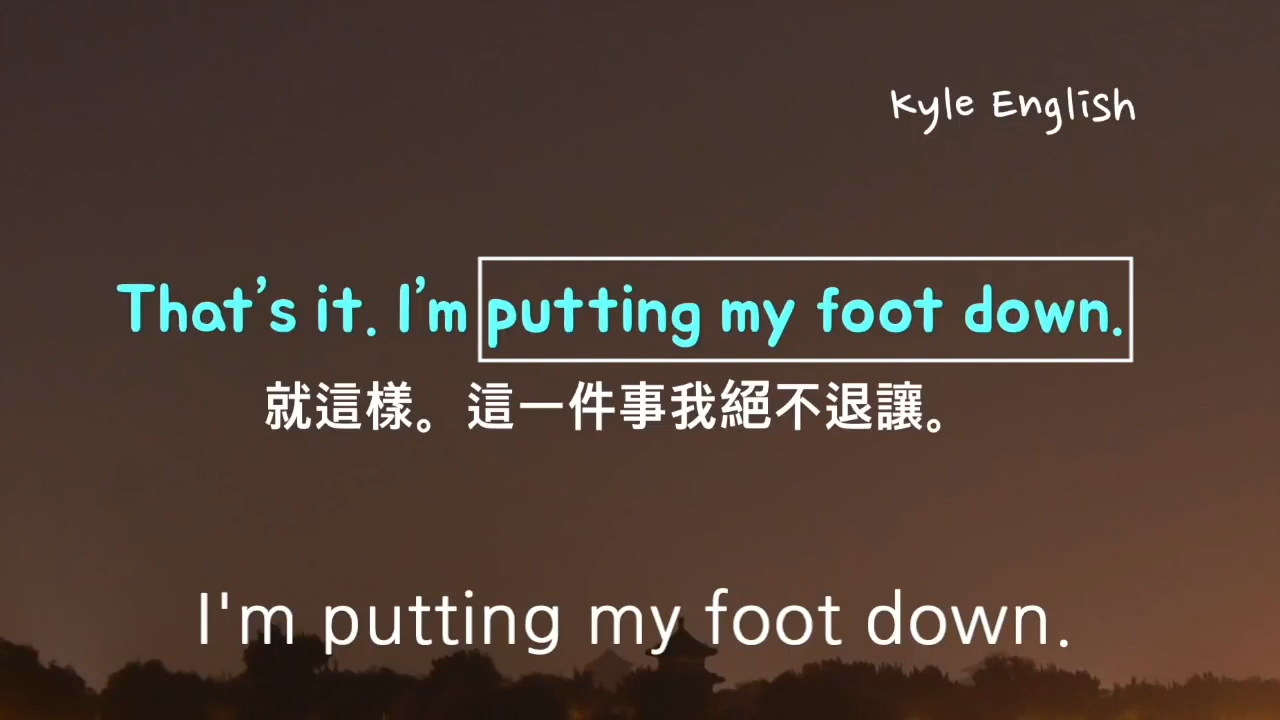 Kyle English
That's it. I'm putting my foot down.
就這樣。這一件事我絕不退讓。
I'm putting my foot down.